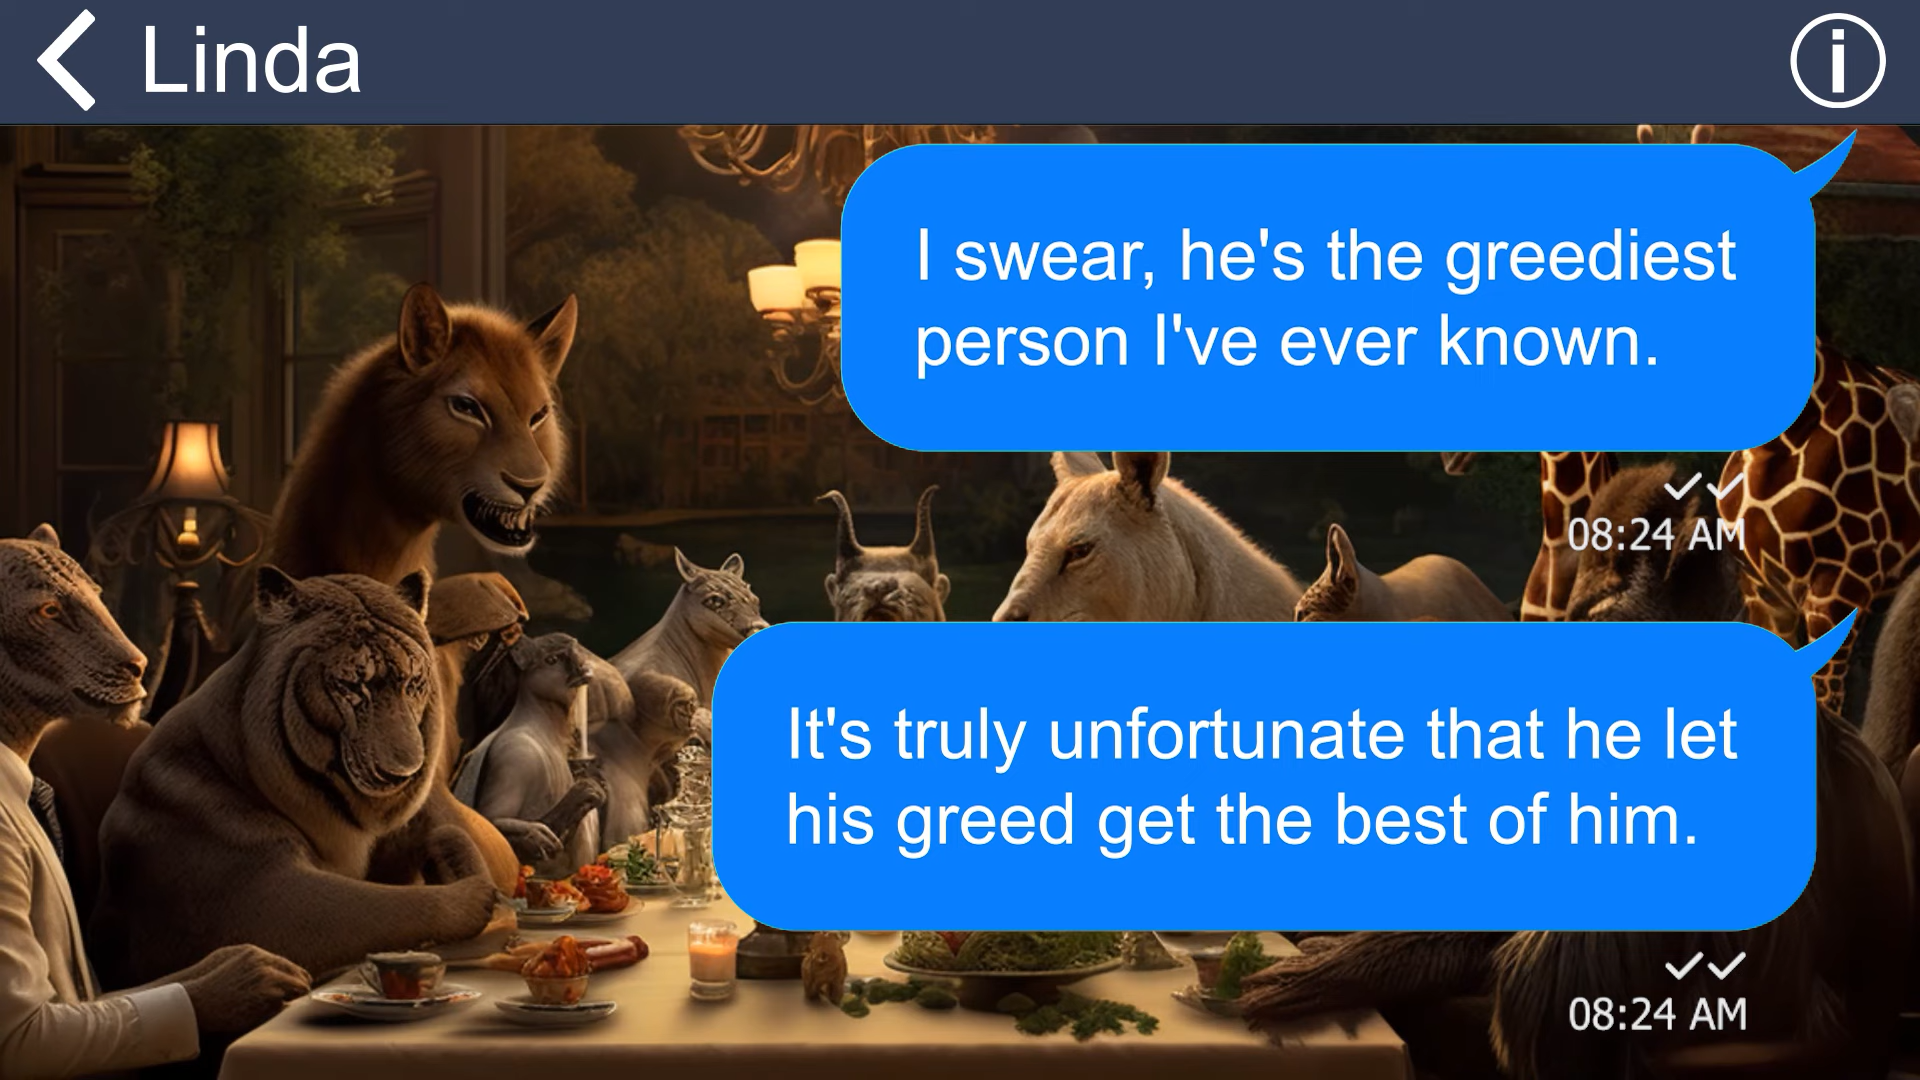 Linda
I swear, he's the greediest
person I've ever known.
08:24 AM
It's truly unfortunate that he let
his greed get the best of him.
08:24 AM